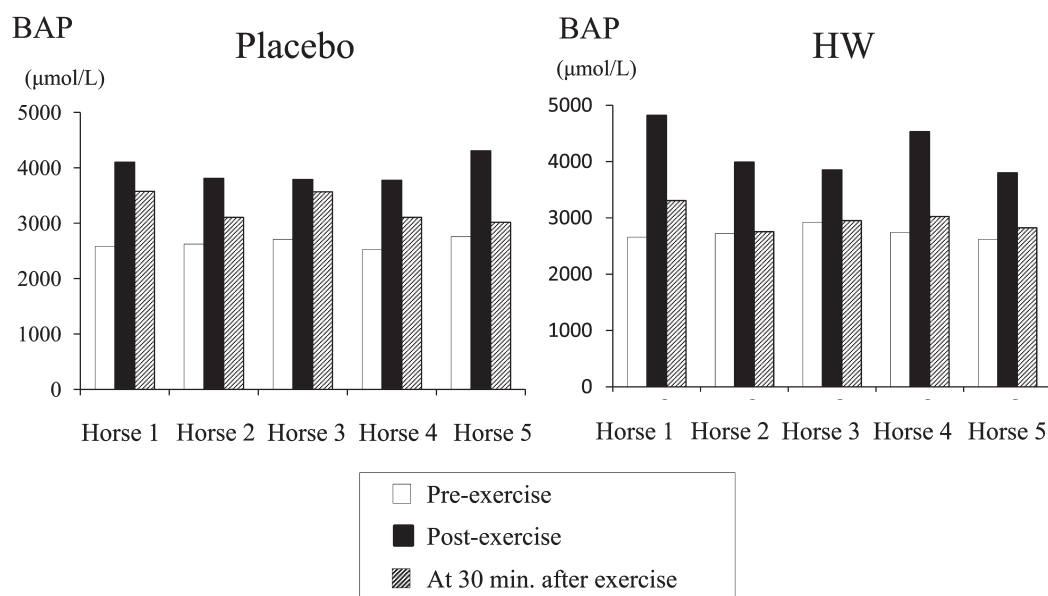 BAP
Placebo
(μmol/L)
5000
4000
3000
2000
1000
0
Horse 1 Horse 2 Horse 3 Horse 4 Horse 5
BAP
HW
(μmol/L)
5000
4000
3000
2000
1000
0
Horse 1 Horse 2 Horse 3 Horse 4 Horse 5
Pre-exercise
Post-exercise
At 30 min. after exercise